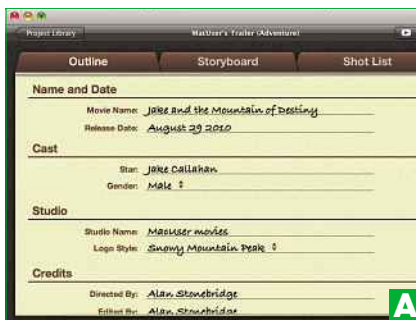 Project Library MacUser's Trailer (Adventure)
Outline Storyboard Shot List
Name and Date
Movie Name: Jake and the Mountain of Destiny
Release Date: August 29 2010
Cast
Star: Jake Callahan
Gender: Male
Studio
Studio Name: MacUser movies
Logo Style: Snowy Mountain Peak
Credits
Directed By: Alan Stonebridge
Edited By: Alan Stonebridge
A